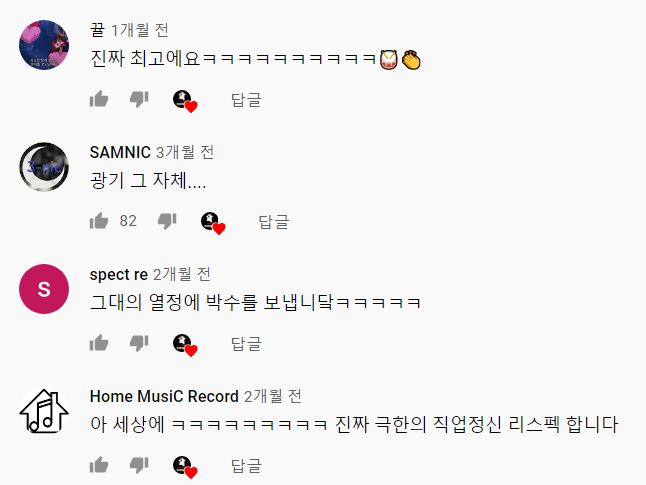 뀰 1개월 전
진짜 최고에요ㅋㅋㅋㅋㅋㅋㅋㅋㅋㅋ🥁👏
답글
SAMNIC 3개월 전
광기 그 자체....
82 답글
S
spect re 2개월 전
그대의 열정에 박수를 보냅니닼ㅋㅋㅋㅋㅋ
답글
Home MusiC Record 2개월 전
아 세상에 ㅋㅋㅋㅋㅋㅋㅋㅋㅋ 진짜 극한의 직업정신 리스펙 합니다
답글